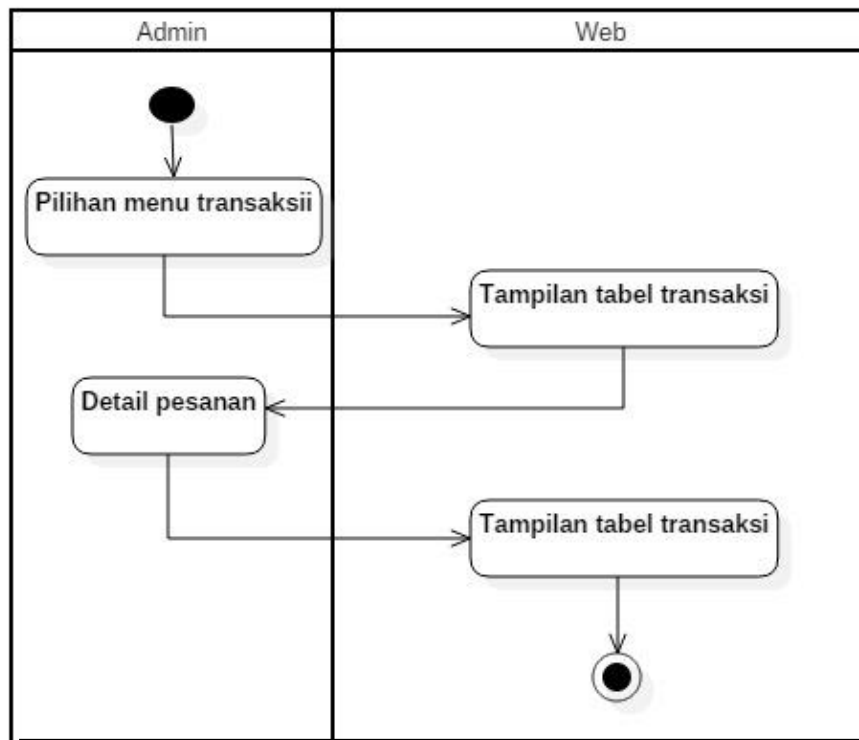 Admin
Web
Pilihan menu transaksii
Tampilan tabel transaksi
Detail pesanan
Tampilan tabel transaksi